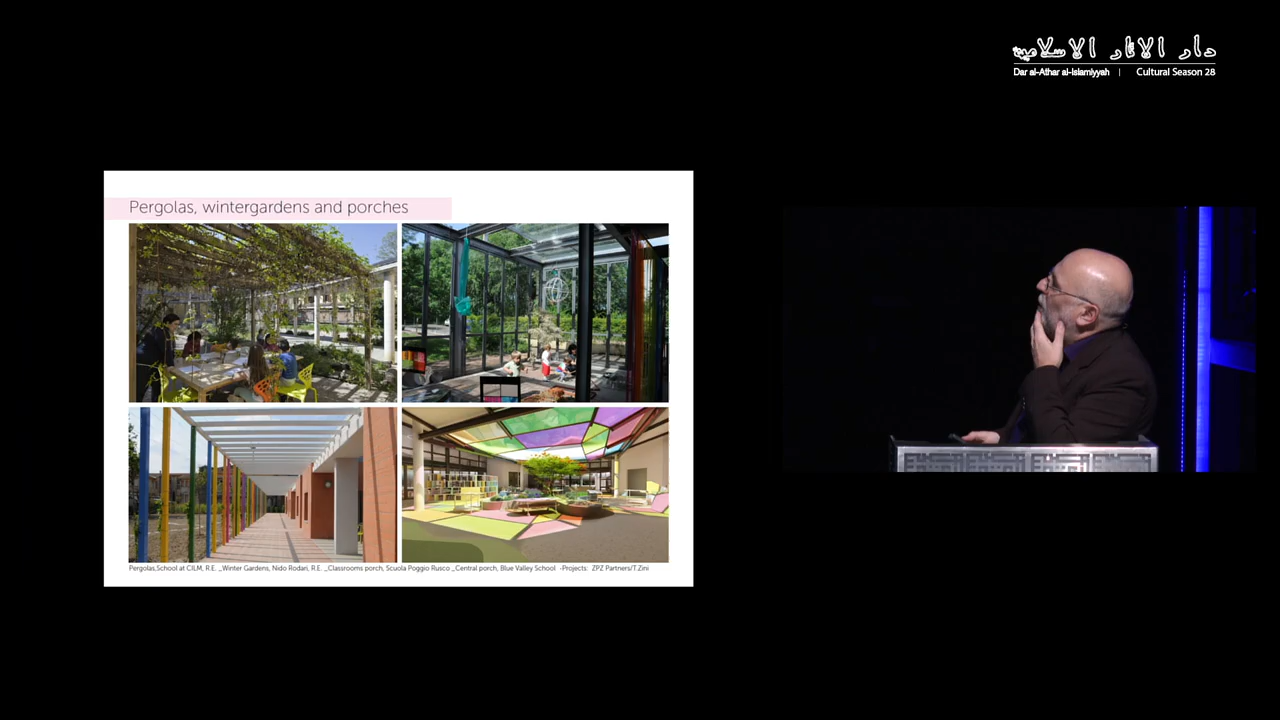 دار الآثار الاسلامية
Dar al-Athar al-Islamiyyah | Cultural Season 28
Pergolas, wintergardens and porches
Pergolas,School at CILM, R.E. _Winter Gardens, Nido Rodari, R.E. _Classrooms porch, Scuola Poggio Rusco _Central porch, Blue Valley School -Projects: ZPZ Partners/T.Zini